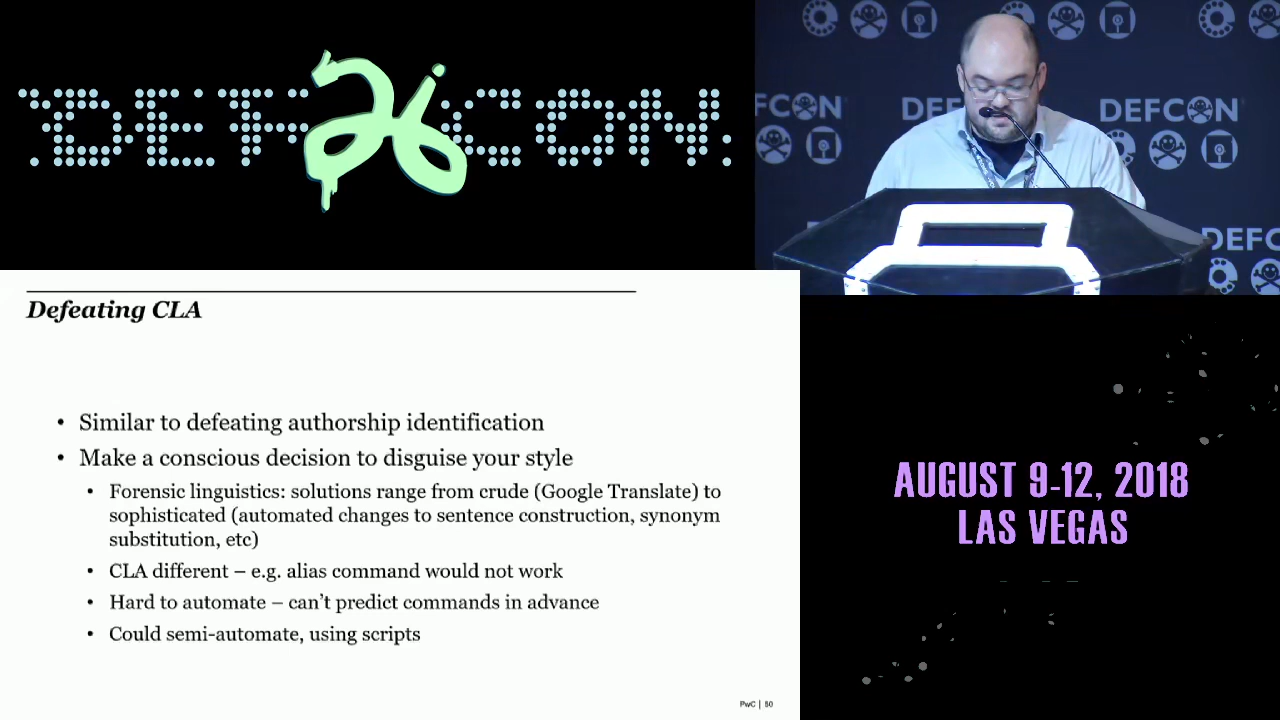 DEF 26 CON
DEFCON
DEF
DEFCON
DEFC
Defeating CLA
• Similar to defeating authorship identification
• Make a conscious decision to disguise your style
• Forensic linguistics: solutions range from crude (Google Translate) to
sophisticated (automated changes to sentence construction, synonym
substitution, etc)
• CLA different – e.g. alias command would not work
• Hard to automate – can’t predict commands in advance
• Could semi-automate, using scripts
PwC | 50
AUGUST 9-12, 2018
LAS VEGAS